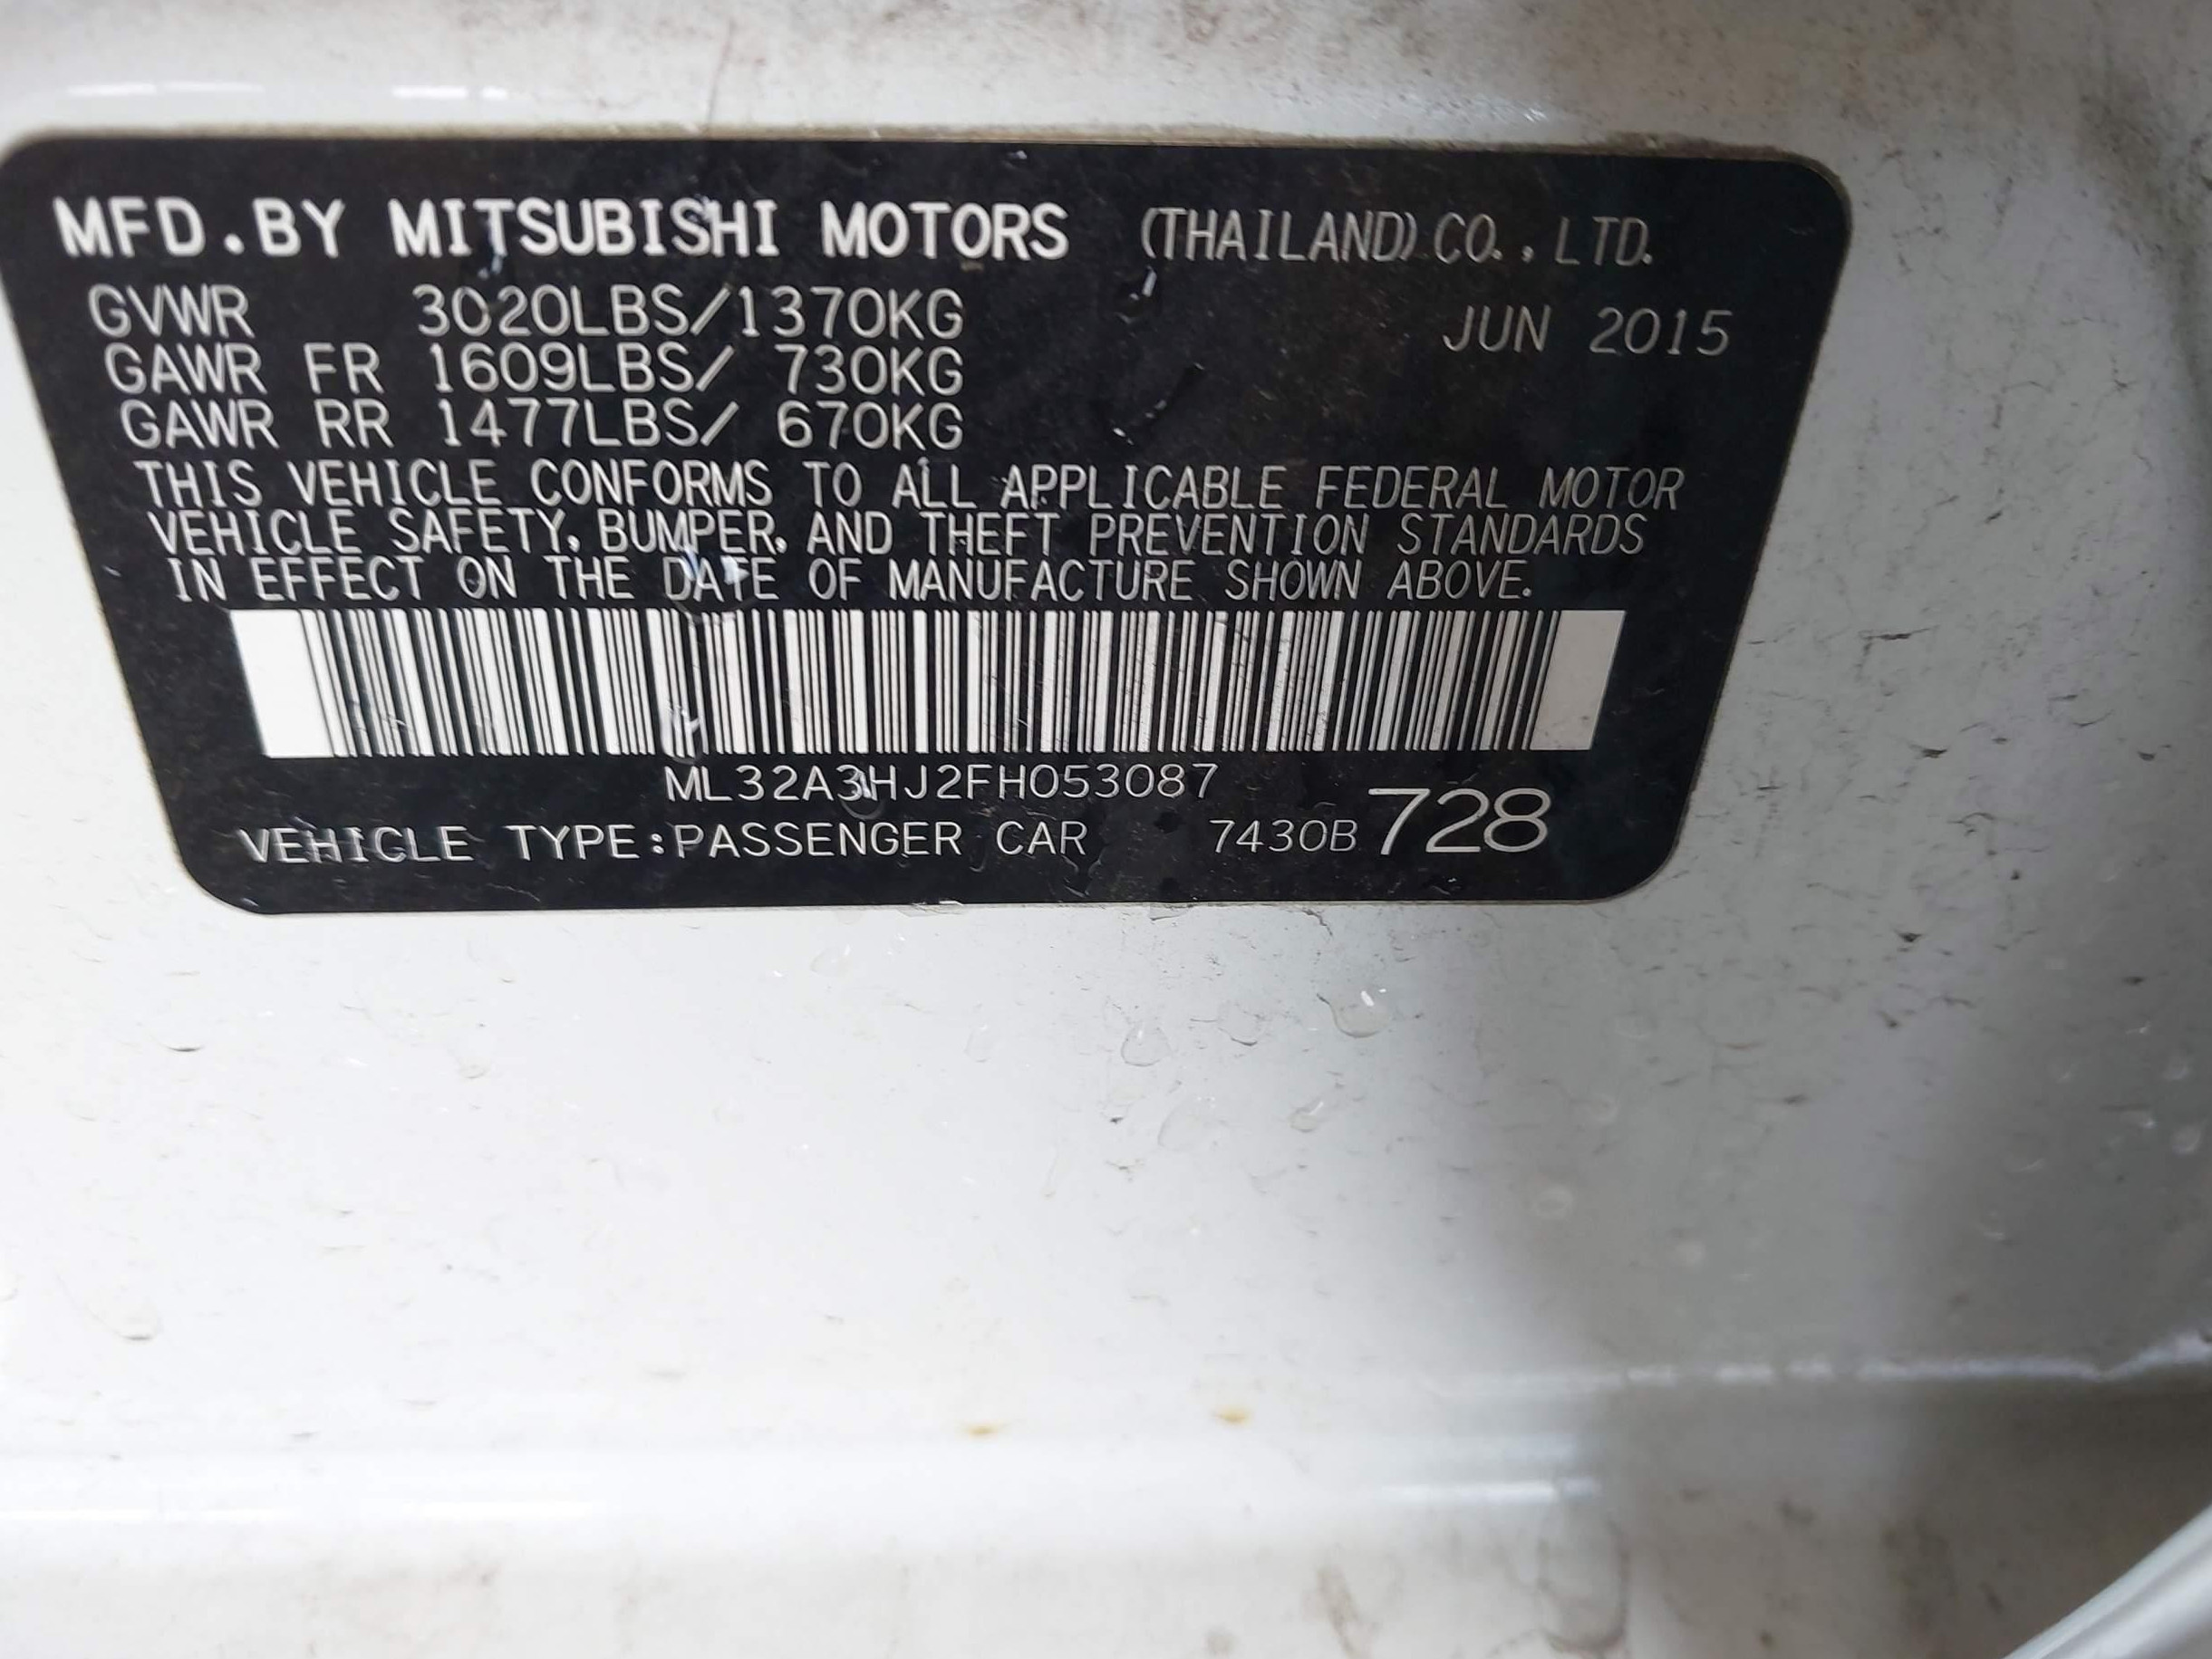 MFD.BY MITSUBISHI MOTORS (THAILAND) CO.,LTD.
GVWR 3020LBS/1370KG JUN 2015
GAWR FR 1609LBS/ 730KG
GAWR RR 1477LBS/ 670KG
THIS VEHICLE CONFORMS TO ALL APPLICABLE FEDERAL MOTOR
VEHICLE SAFETY, BUMPER, AND THEFT PREVENTION STANDARDS
IN EFFECT ON THE DATE OF MANUFACTURE SHOWN ABOVE.
ML32A3HJ2FH053087
VEHICLE TYPE:PASSENGER CAR 7430B 728